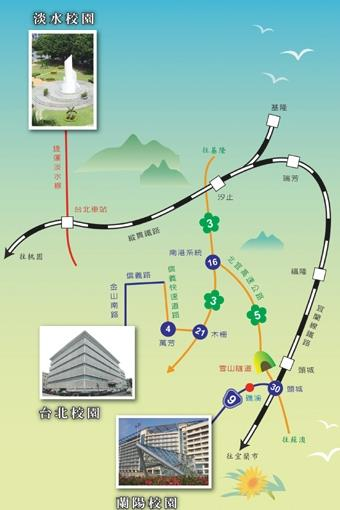 淡水校園
基隆
捷運淡水線
往基隆
瑞芳
汐止
台北車站
縱貫鐵路
3
往桃園
南港系統
16
信義路
信義快速道路
北宜高速公路
福隆
金山南路
3
5
宜蘭線鐵路
4
21
木柵
萬芳
雪山隧道
頭城
礁溪
30
頭城
9
台北校園
往宜蘭市
往蘇澳
蘭陽校園